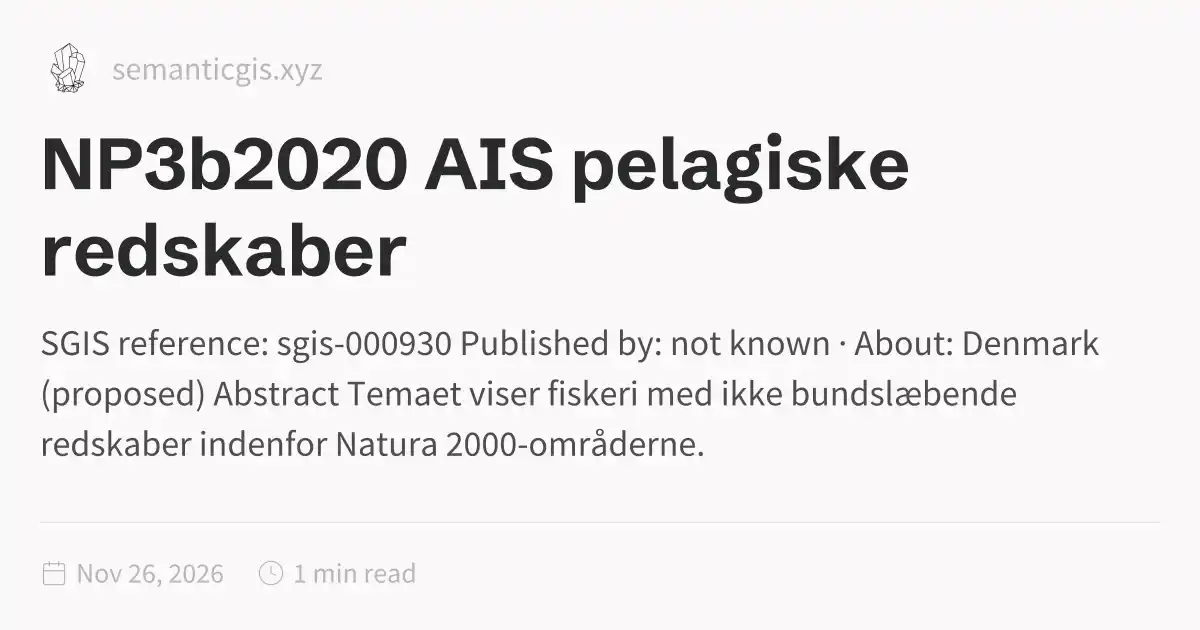 semanticgis.xyz
NP3b2020 AIS pelagiske
redskaber
SGIS reference: sgis-000930 Published by: not known · About: Denmark
(proposed) Abstract Temaet viser fiskeri med ikke bundslæbende
redskaber indenfor Natura 2000-områderne.
Nov 26, 2026 1 min read